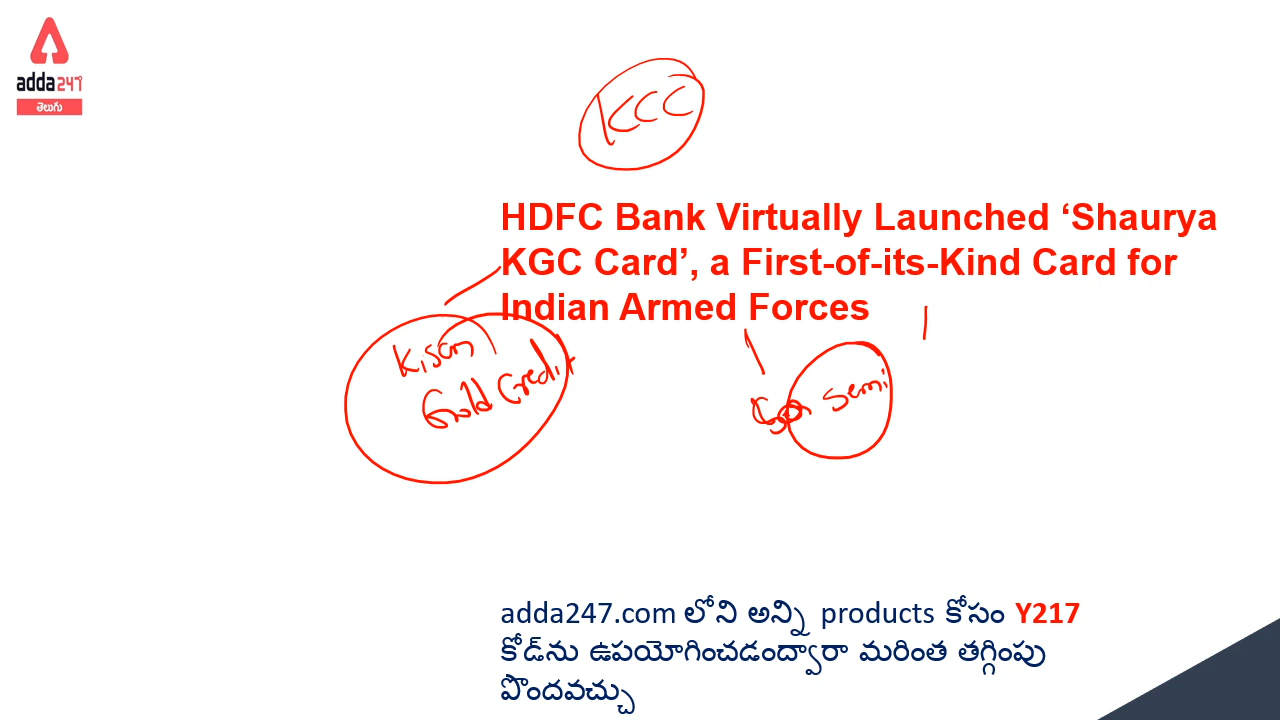 adda247
తెలుగు
KCC
HDFC Bank Virtually Launched ‘Shaurya
KGC Card’, a First-of-its-Kind Card for
Indian Armed Forces
Kisan
Gold Credit
Semi
adda247.com లోని అన్ని products కోసం Y217
కోడ్‌ను ఉపయోగించడంద్వారా మరింత తగ్గింపు
పొందవచ్చు